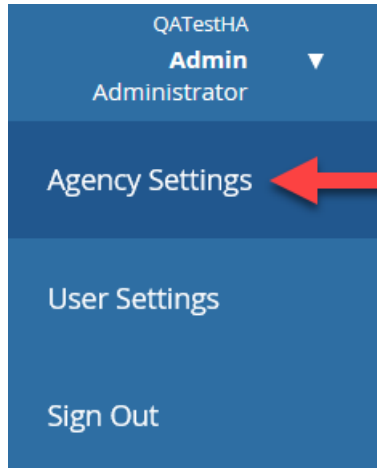 QATestHA
Admin
Administrator
Agency Settings
User Settings
Sign Out